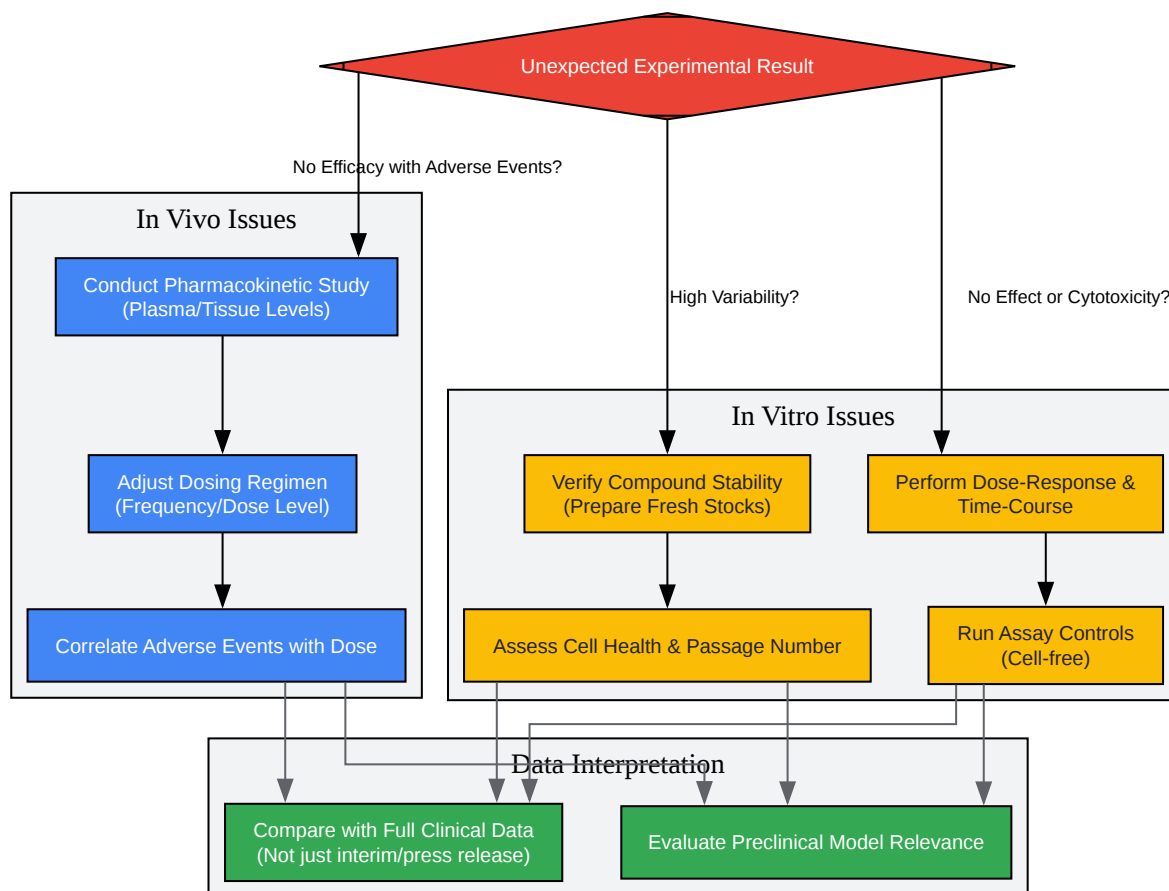 Unexpected Experimental Result
No Efficacy with Adverse Events?
In Vivo Issues
Conduct Pharmacokinetic Study
(Plasma/Tissue Levels)
High Variability?
No Effect or Cytotoxicity?
In Vitro Issues
Adjust Dosing Regimen
(Frequency/Dose Level)
Verify Compound Stability
(Prepare Fresh Stocks)
Perform Dose-Response &
Time-Course
Correlate Adverse Events with Dose
Assess Cell Health & Passage Number
Run Assay Controls
(Cell-free)
Data Interpretation
Compare with Full Clinical Data
(Not just interim/press release)
Evaluate Preclinical Model Relevance